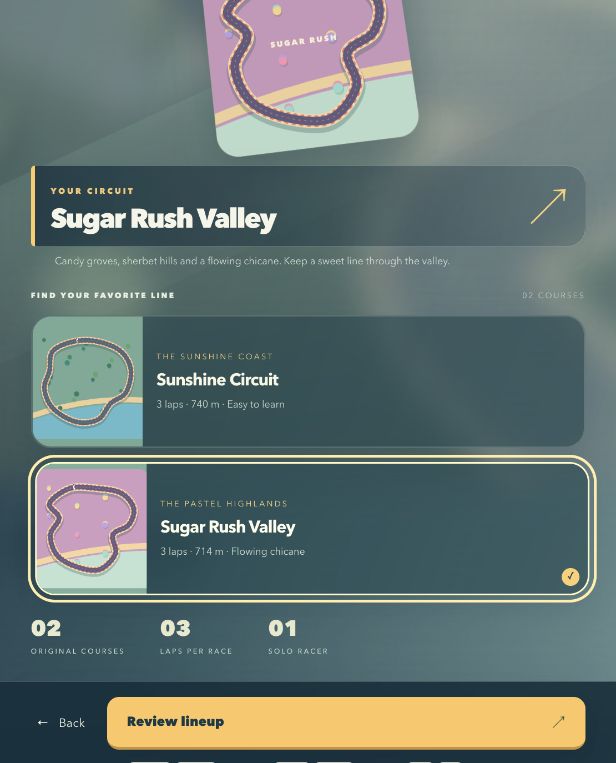 SUGAR RUSH
YOUR CIRCUIT
Sugar Rush Valley
Candy groves, sherbet hills and a flowing chicane. Keep a sweet line through the valley.
FIND YOUR FAVORITE LINE
02 COURSES
THE SUNSHINE COAST
Sunshine Circuit
3 laps · 740 m · Easy to learn
THE PASTEL HIGHLANDS
Sugar Rush Valley
3 laps · 714 m · Flowing chicane
02 03 01
ORIGINAL COURSES LAPS PER RACE SOLO RACER
← Back
Review lineup